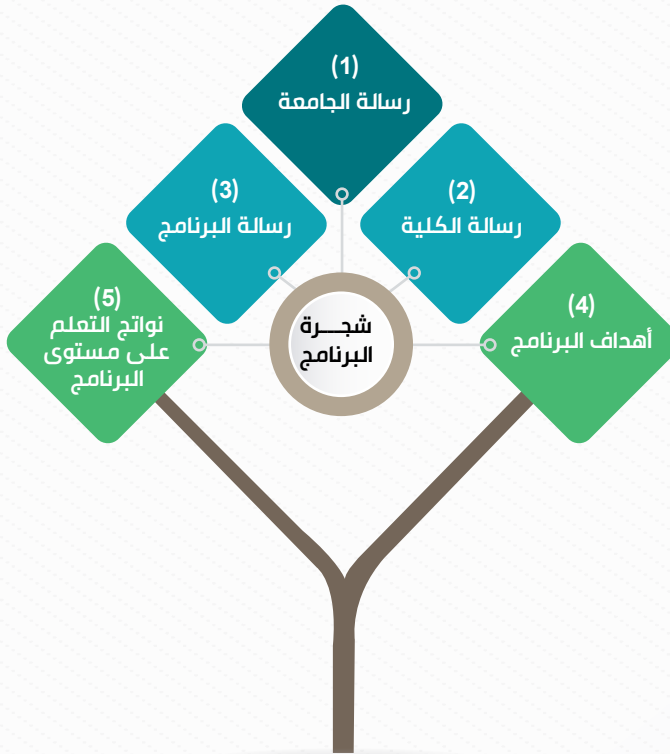 (1)
رسالة الجامعة
(2)
رسالة الكلية
(3)
رسالة البرنامج
(4)
أهداف البرنامج
(5)
نواتج التعلم
على مستوى
البرنامج
شجـــرة
البرنامج